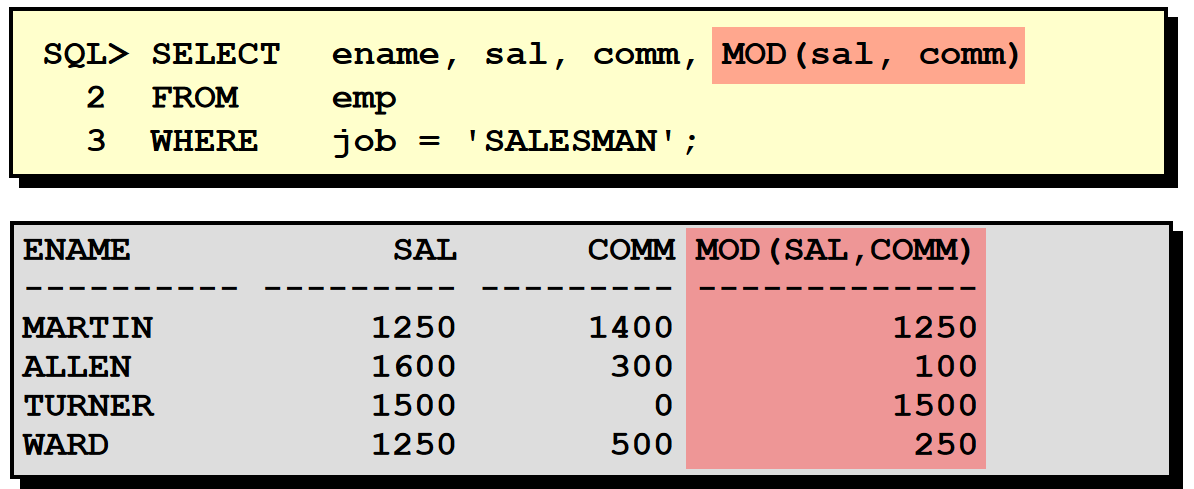 SQL> SELECT ename, sal, comm, MOD(sal, comm)
2 FROM emp
3 WHERE job = 'SALESMAN';
ENAME SAL COMM MOD(SAL,COMM)
---------- --------- --------- -------------
MARTIN 1250 1400 1250
ALLEN 1600 300 100
TURNER 1500 0 1500
WARD 1250 500 250